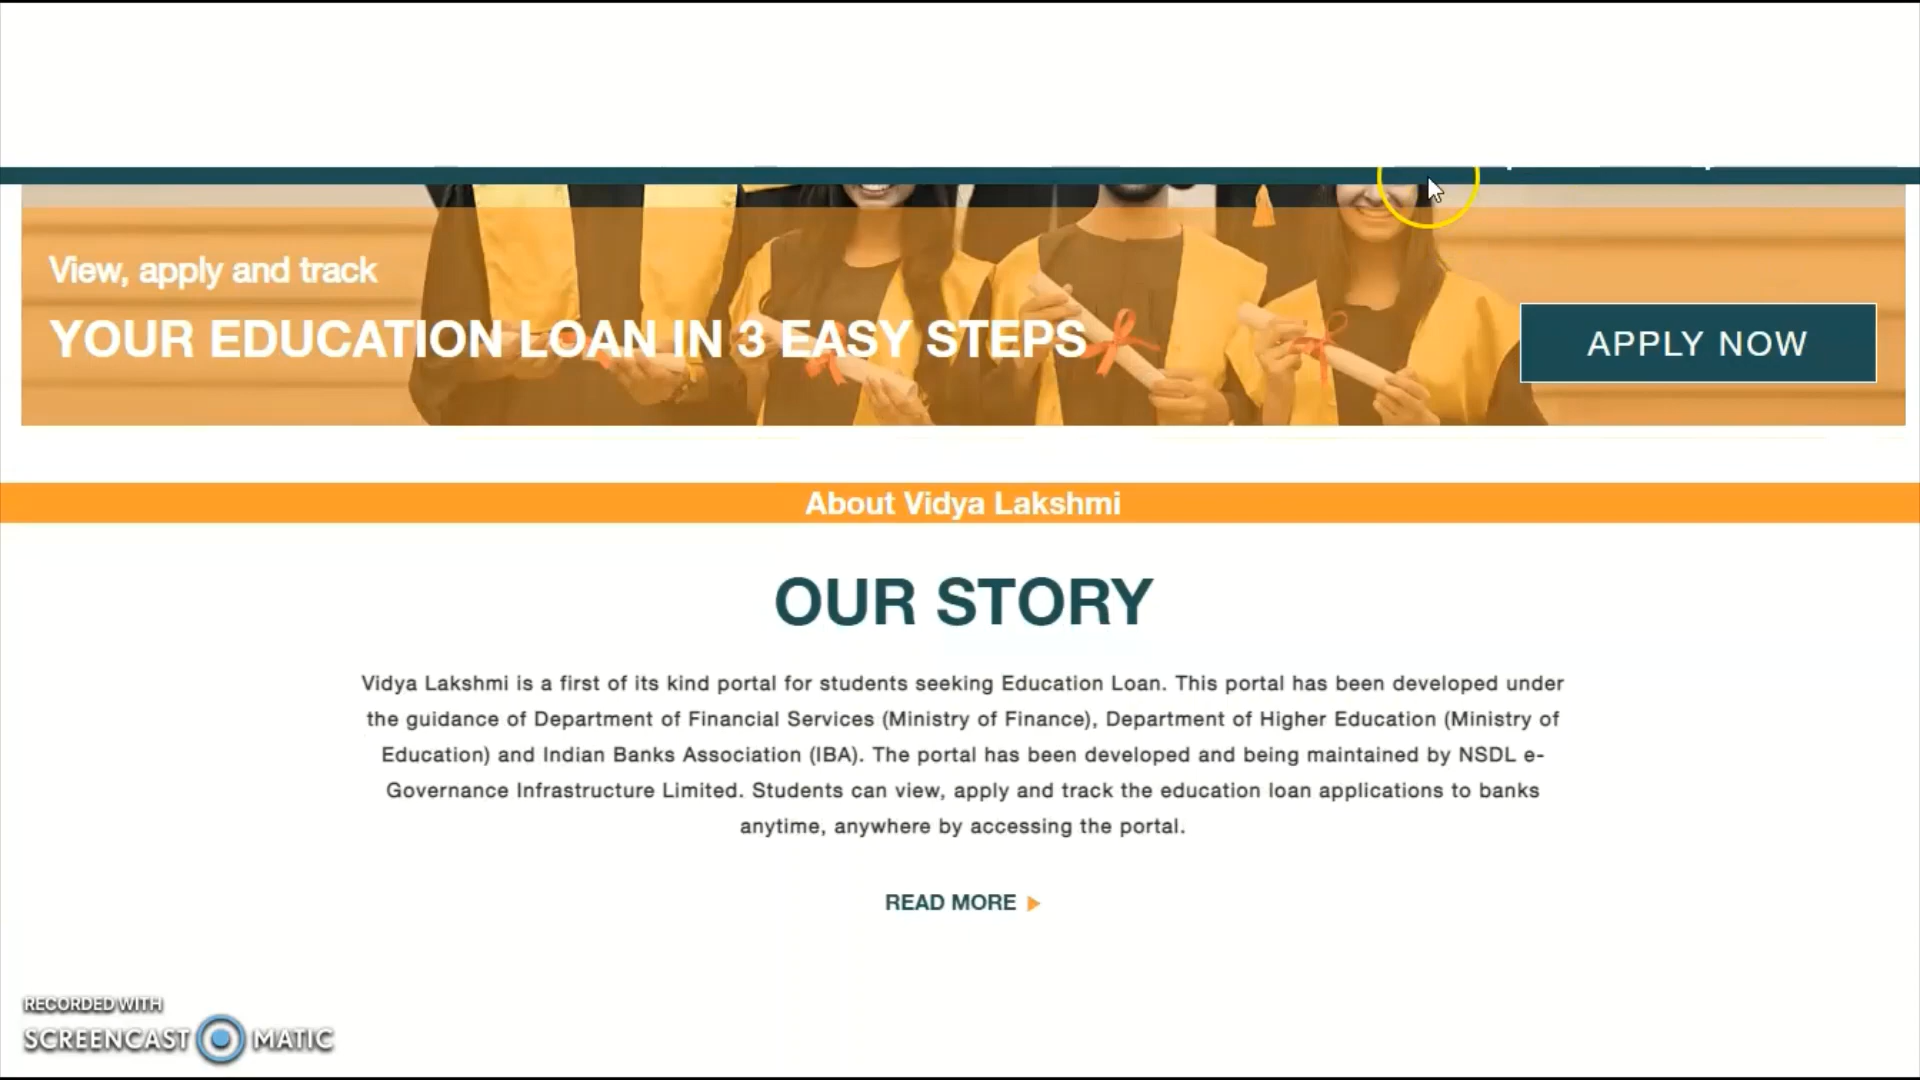 View, apply and track
YOUR EDUCATION LOAN IN 3 EASY STEPS
APPLY NOW
About Vidya Lakshmi
OUR STORY
Vidya Lakshmi is a first of its kind portal for students seeking Education Loan. This portal has been developed under
the guidance of Department of Financial Services (Ministry of Finance), Department of Higher Education (Ministry of
Education) and Indian Banks Association (IBA). The portal has been developed and being maintained by NSDL e-
Governance Infrastructure Limited. Students can view, apply and track the education loan applications to banks
anytime, anywhere by accessing the portal.
READ MORE
RECORDED WITH
SCREENCAST MATIC